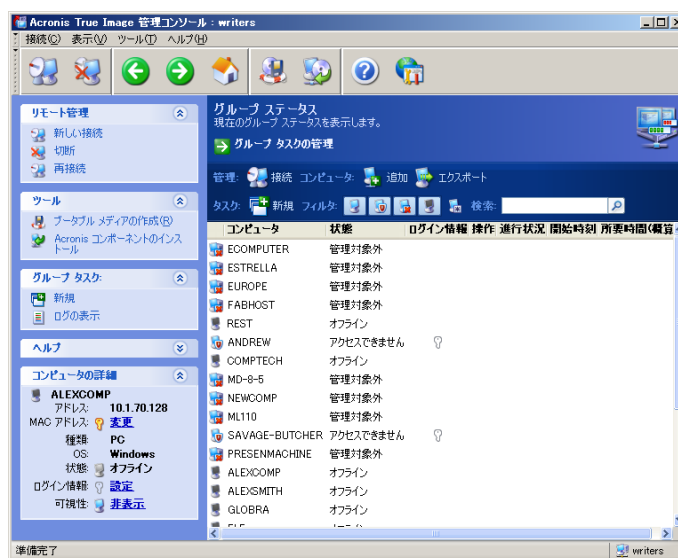 Acronis True Image 管理コンソール : writers
接続(C) 表示(V) ツール(T) ヘルプ(H)
リモート管理
新しい接続
切断
再接続
ツール
ブータブル メディアの作成(R)
Acronis コンポーネントのインス
トール
グループ タスク:
新規
ログの表示
ヘルプ
コンピュータの詳細
ALEXCOMP
アドレス: 10.1.70.128
MAC アドレス: 変更
種類: PC
OS: Windows
状態: オフライン
ログイン情報: 設定
可視性: 非表示
グループ ステータス
現在のグループ ステータスを表示します。
グループ タスクの管理
管理: 接続 コンピュータ: 追加 エクスポート
タスク: 新規 フィルタ: 検索:
コンピュータ 状態 ログイン情報 操作 進行状況 開始時刻 所要時間(概算
ECOMPUTER 管理対象外
ESTRELLA 管理対象外
EUROPE 管理対象外
FABHOST 管理対象外
REST オフライン
ANDREW アクセスできません
COMPTECH オフライン
MD-8-5 管理対象外
NEWCOMP 管理対象外
ML110 管理対象外
SAVAGE-BUTCHER アクセスできません
PRESENMACHINE 管理対象外
ALEXCOMP オフライン
ALEXSMITH オフライン
GLOBRA オフライン
準備完了
writers